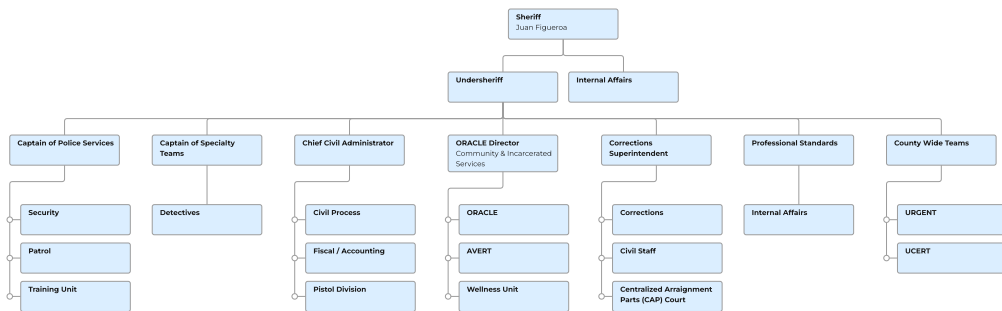 Sheriff
Juan Figueroa
Undersheriff
Internal Affairs
Captain of Police Services
Captain of Specialty
Teams
Chief Civil Administrator
ORACLE Director
Community & Incarcerated
Services
Corrections
Superintendent
Professional Standards
County Wide Teams
Security
Detectives
Civil Process
ORACLE
Corrections
Internal Affairs
URGENT
Patrol
Fiscal / Accounting
AVERT
Civil Staff
UCERT
Training Unit
Pistol Division
Wellness Unit
Centralized Arraignment
Parts (CAP) Court